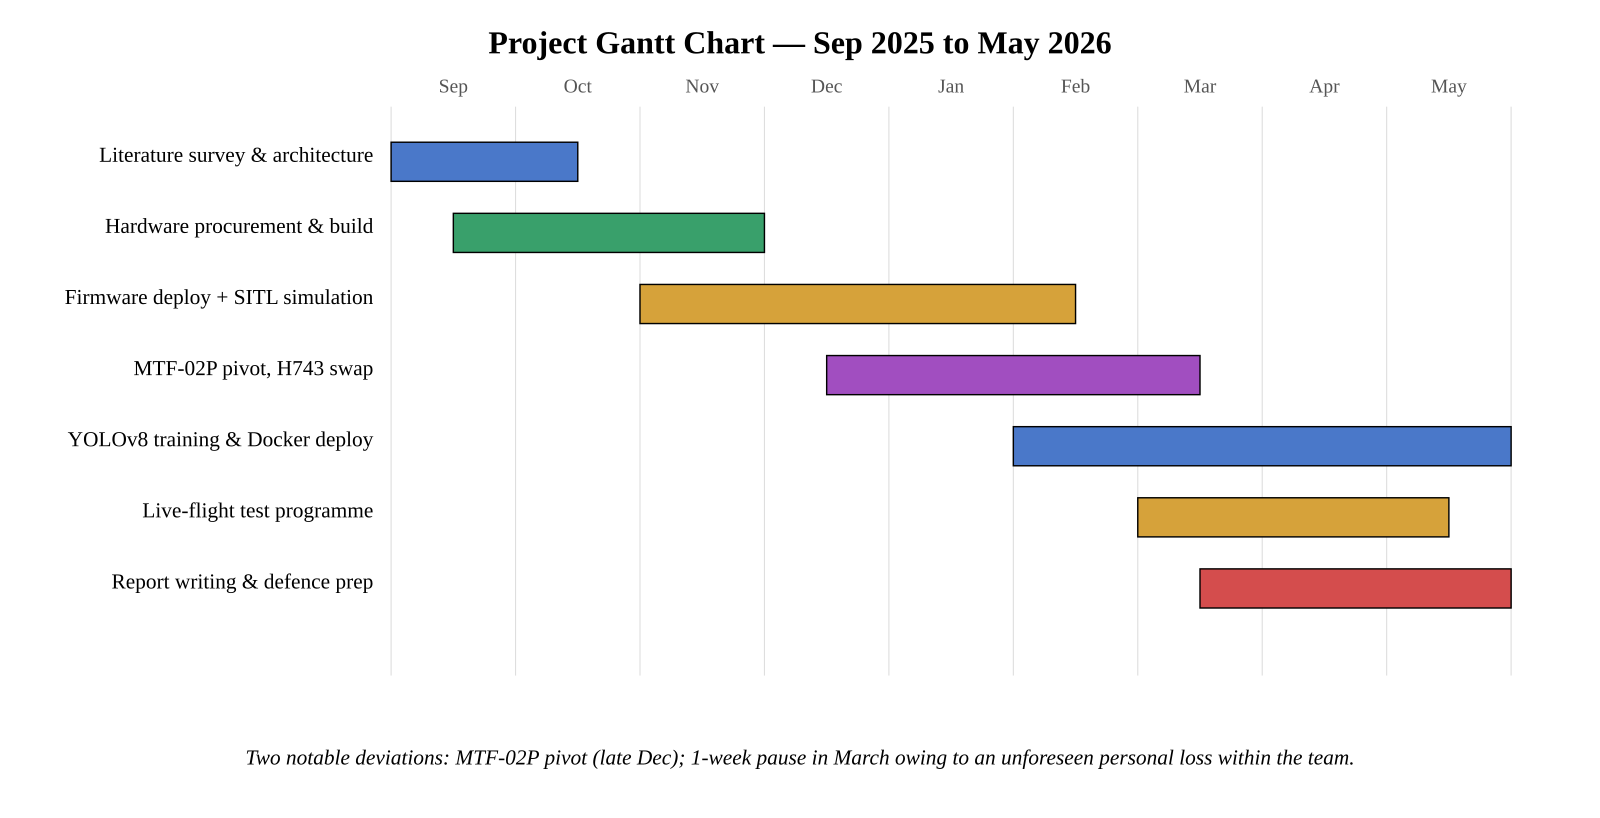 Project Gantt Chart — Sep 2025 to May 2026
Sep Oct Nov Dec Jan Feb Mar Apr May
Literature survey & architecture
Hardware procurement & build
Firmware deploy + SITL simulation
MTF-02P pivot, H743 swap
YOLOv8 training & Docker deploy
Live-flight test programme
Report writing & defence prep
Two notable deviations: MTF-02P pivot (late Dec); 1-week pause in March owing to an unforeseen personal loss within the team.